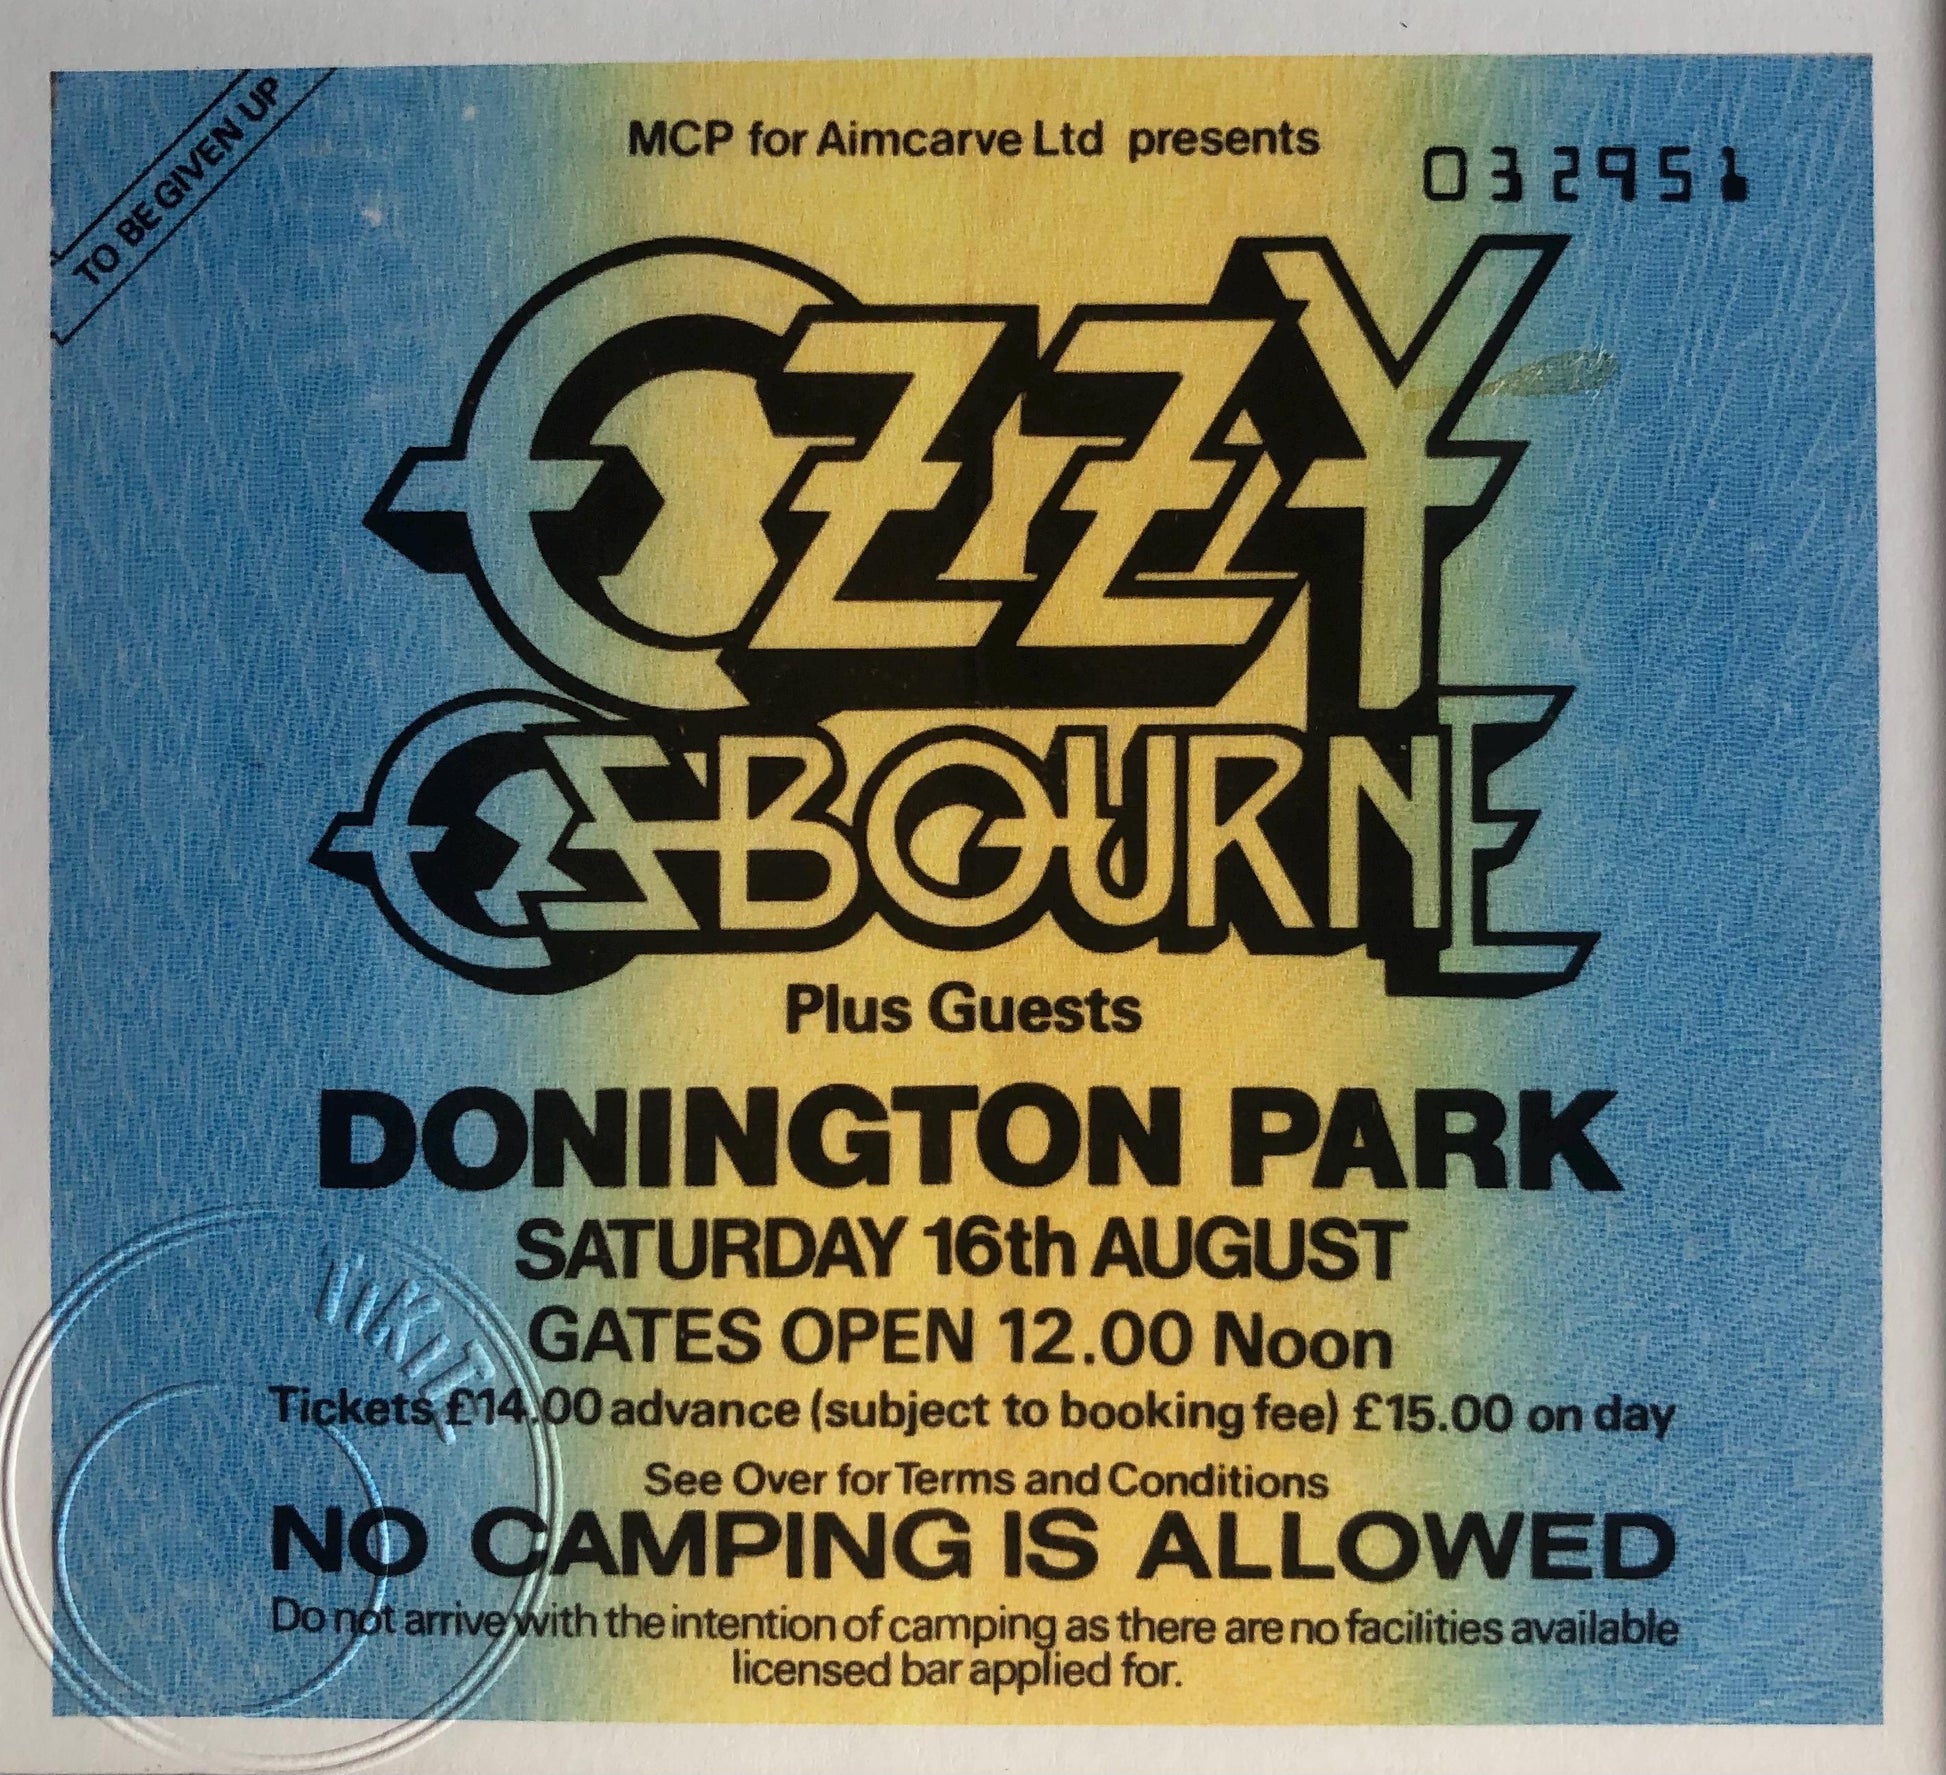 TO BE GIVEN UP
MCP for Aimcarve Ltd presents
032951
OZZY
OSBOURNE
Plus Guests
DONINGTON PARK
SATURDAY 16th AUGUST
GATES OPEN 12.00 Noon
Tickets £14.00 advance (subject to booking fee) £15.00 on day
See Over for Terms and Conditions
NO CAMPING IS ALLOWED
Do not arrive with the intention of camping as there are no facilities available
licensed bar applied for.